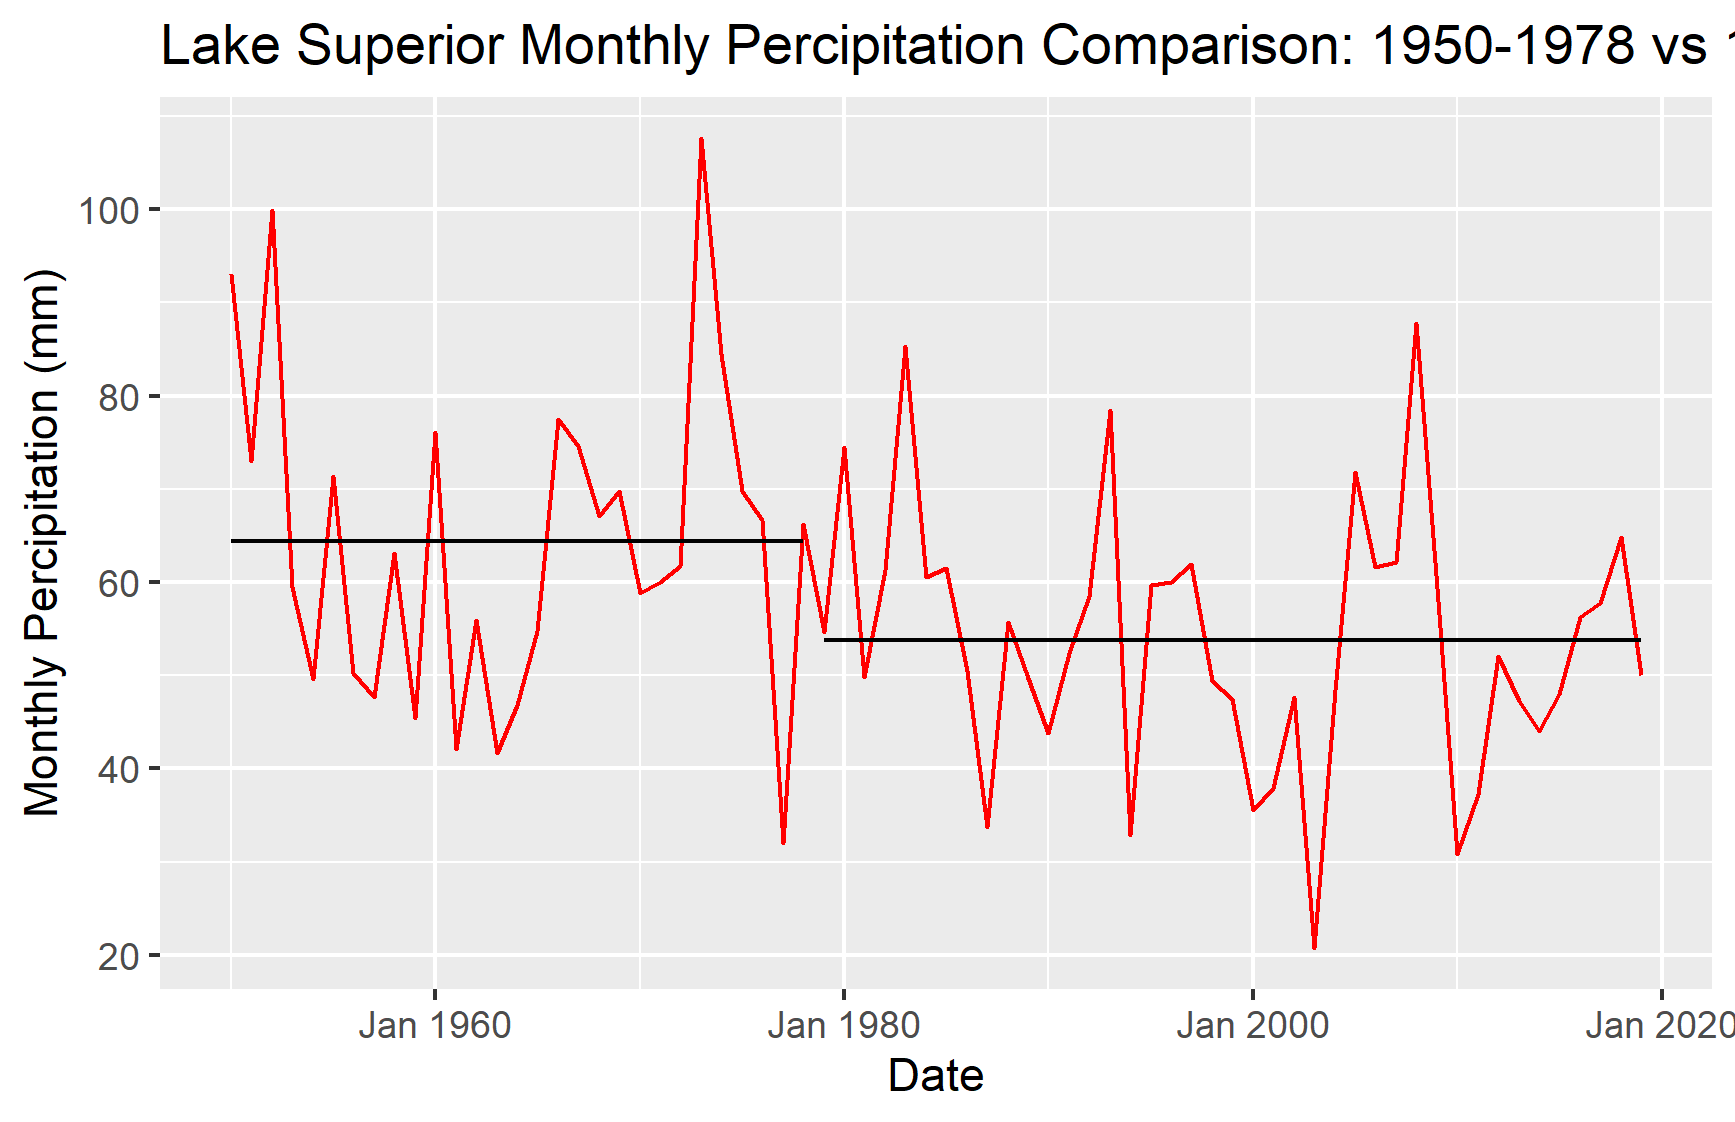 Lake Superior Monthly Percipitation Comparison: 1950-1978 vs 1
Monthly Percipitation (mm)
100
80
60
40
20
Jan 1960
Jan 1980
Jan 2000
Jan 2020
Date